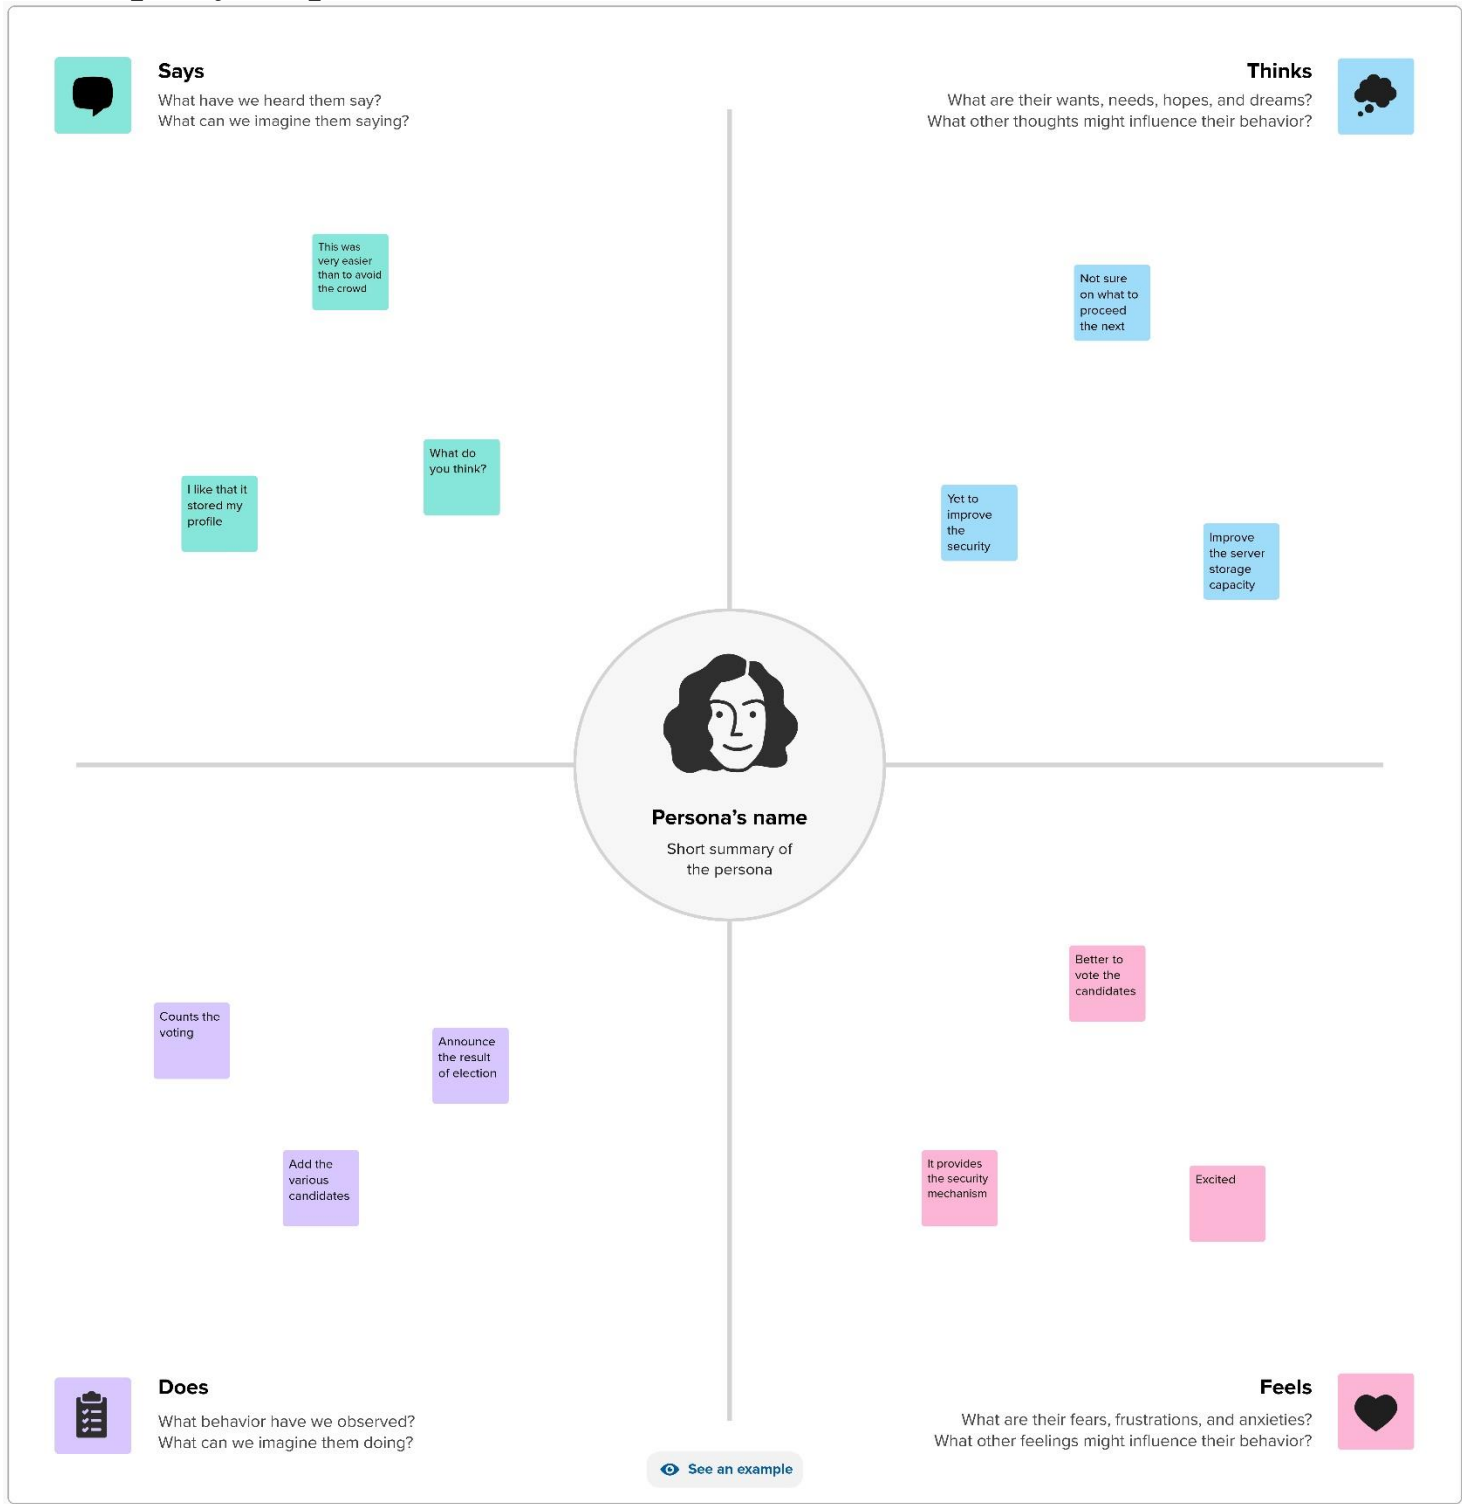 Says
What have we heard them say?
What can we imagine them saying?
Thinks
What are their wants, needs, hopes, and dreams?
What other thoughts might influence their behavior?
This was
very easier
than to avoid
the crowd
What do
you think?
I like that it
stored my
profile
Not sure
on what to
proceed
the next
Yet to
improve
the
security
Improve
the server
storage
capacity
Persona’s name
Short summary of
the persona
Counts the
voting
Announce
the result
of election
Add the
various
candidates
Better to
vote the
candidates
It provides
the security
mechanism
Excited
Does
What behavior have we observed?
What can we imagine them doing?
Feels
What are their fears, frustrations, and anxieties?
What other feelings might influence their behavior?
See an example